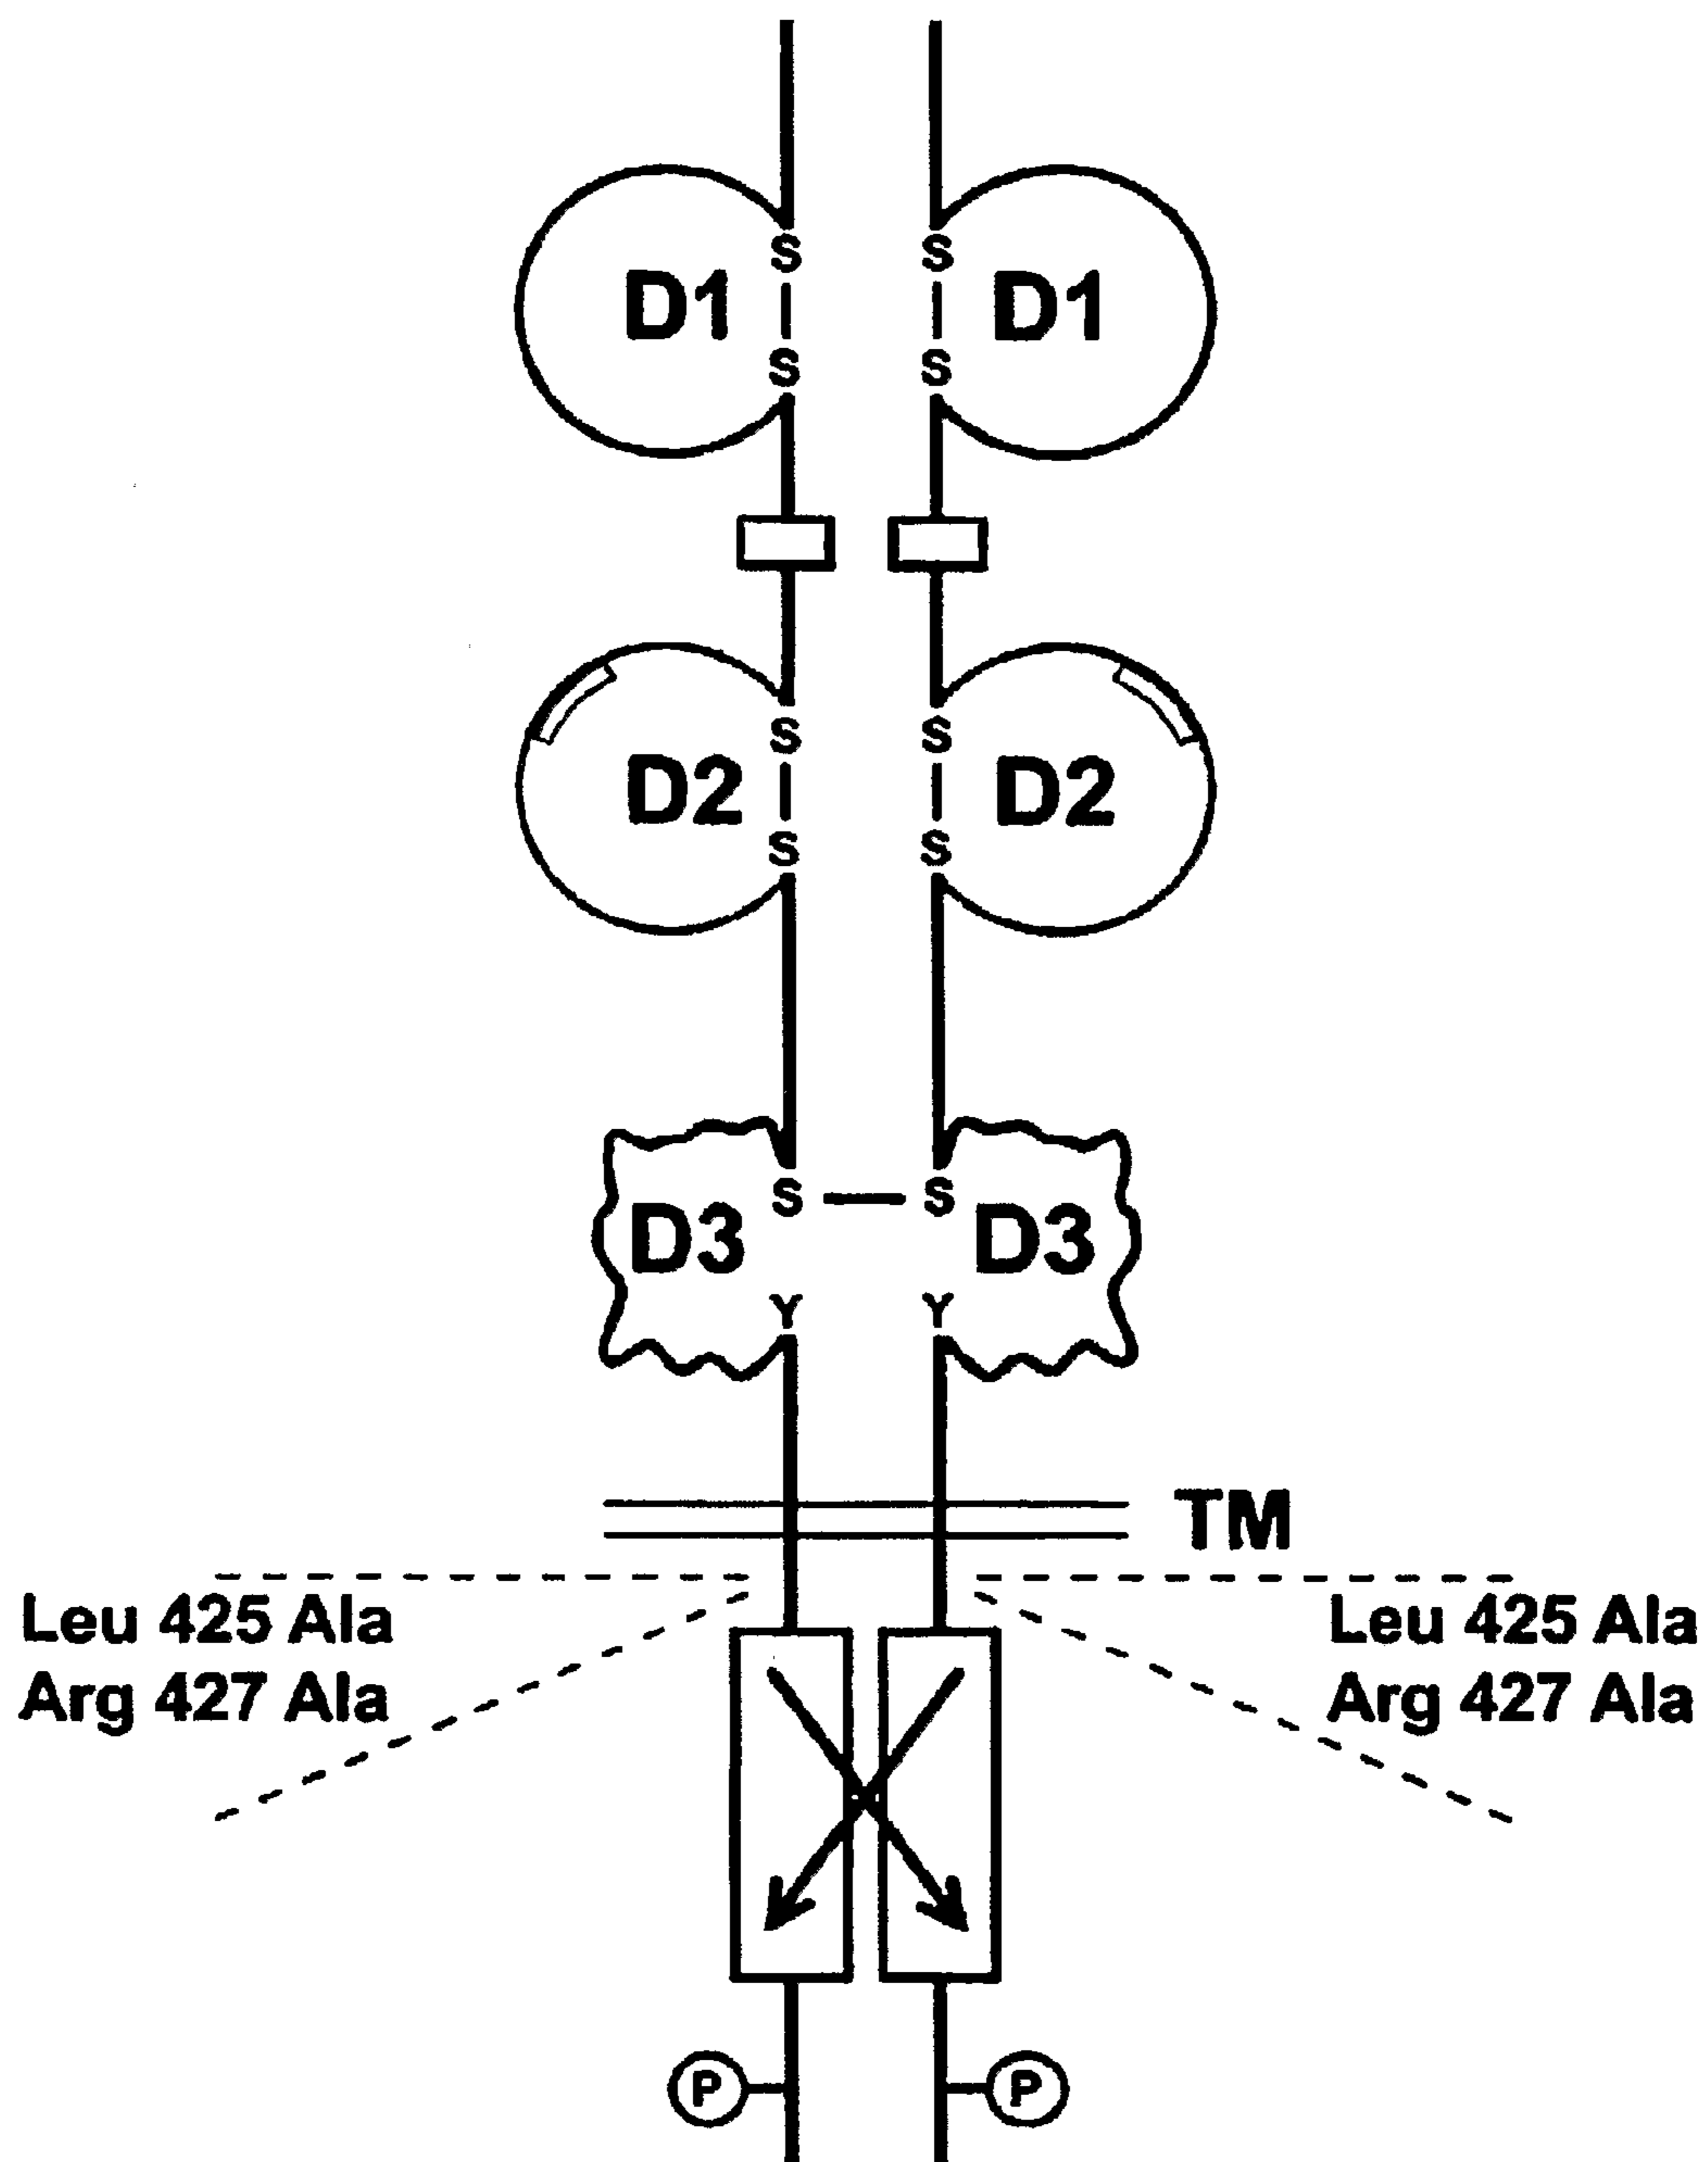 S S
D1 D1
S S
S S
D2 D2
S S
S — S
D3 D3
Y Y
TM
Leu 425 Ala Leu 425 Ala
Arg 427 Ala Arg 427 Ala
P P